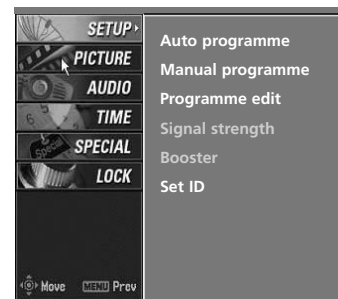 SETUP
PICTURE
AUDIO
TIME
SPECIAL
LOCK
Move MENU Prev
Auto programme
Manual programme
Programme edit
Signal strength
Booster
Set ID